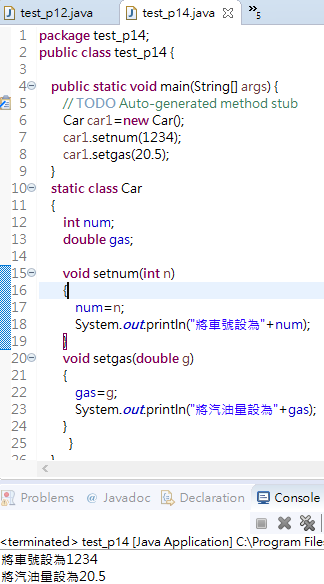 test_p12.java test_p14.java »5
1 package test_p14;
2 public class test_p14 {
3
4 public static void main(String[] args) {
5 // TODO Auto-generated method stub
6 Car car1=new Car();
7 car1.setnum(1234);
8 car1.setgas(20.5);
9 }
10 static class Car
11 {
12 int num;
13 double gas;
14
15 void setnum(int n)
16 {
17 num=n;
18 System.out.println("將車號設為"+num);
19 }
20 void setgas(double g)
21 {
22 gas=g;
23 System.out.println("將汽油量設為"+gas);
24 }
25 }
26 }
Problems @ Javadoc Declaration Console
<terminated> test_p14 [Java Application] C:\Program Files
將車號設為1234
將汽油量設為20.5